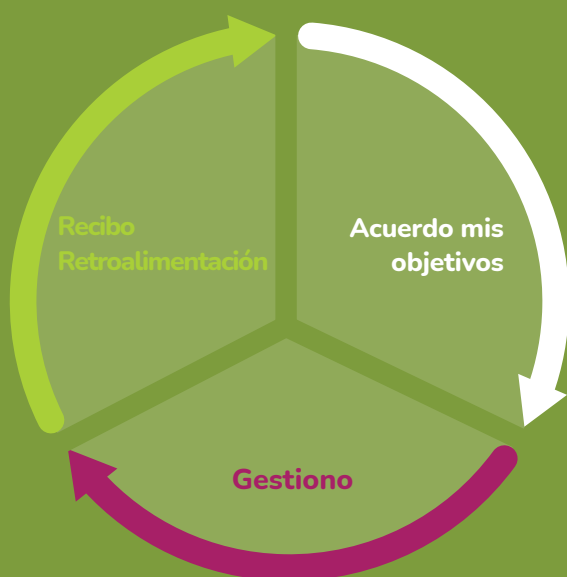 Recibo
Retroalimentación
Acuerdo mis
objetivos
Gestiono